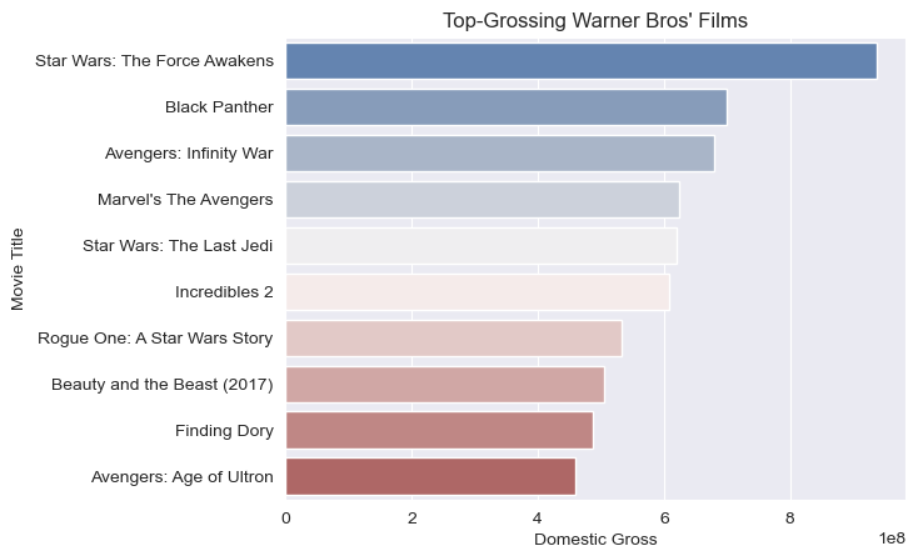 Top-Grossing Warner Bros' Films
Movie Title
Star Wars: The Force Awakens
Black Panther
Avengers: Infinity War
Marvel's The Avengers
Star Wars: The Last Jedi
Incredibles 2
Rogue One: A Star Wars Story
Beauty and the Beast (2017)
Finding Dory
Avengers: Age of Ultron
0 2 4 6 8
1e8
Domestic Gross